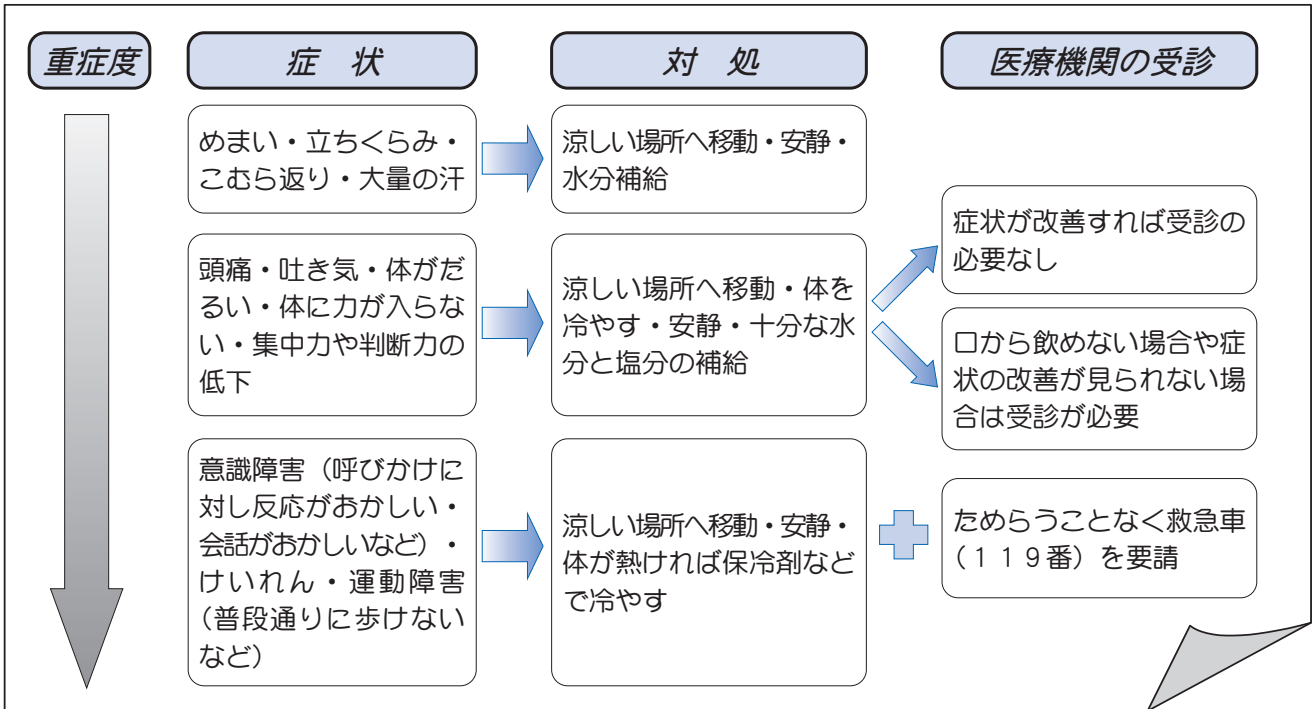 重症度
症 状
対 処
医療機関の受診
めまい・立ちくらみ・
こむら返り・大量の汗
涼しい場所へ移動・安静・
水分補給
頭痛・吐き気・体がだ
るい・体に力が入らな
い・集中力や判断力の
低下
涼しい場所へ移動・体を
冷やす・安静・十分な水
分と塩分の補給
症状が改善すれば受診の
必要なし
口から飲めない場合や症
状の改善が見られない場
合は受診が必要
意識障害（呼びかけに
対し反応がおかしい・
会話がおかしいなど）・
けいれん・運動障害
（普段通りに歩けない
など）
涼しい場所へ移動・安静・
体が熱ければ保冷剤など
で冷やす
ためらうことなく救急車
（１１９番）を要請